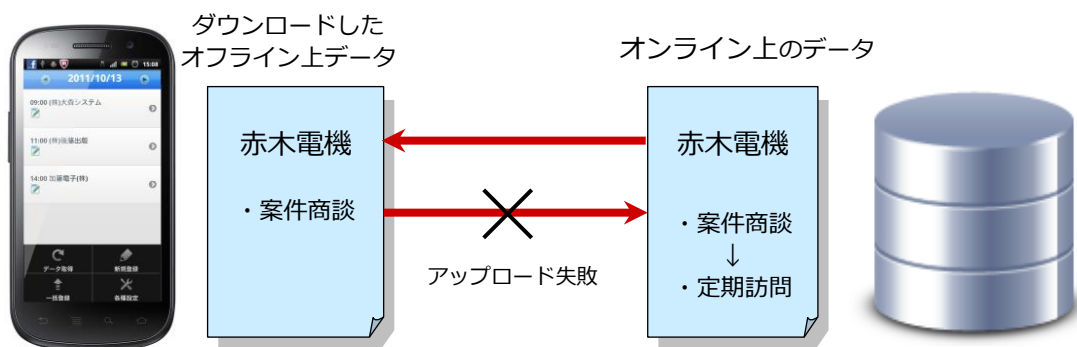 ダウンロードした
オフライン上データ
オンライン上のデータ
15:08
2011/10/13
09:00 (株)大森システム
11:00 (株)後藤出版
14:00 加藤電子(株)
データ取得
新規登録
一括登録
各種設定
赤木電機
・案件商談
アップロード失敗
赤木電機
・案件商談
↓
・定期訪問